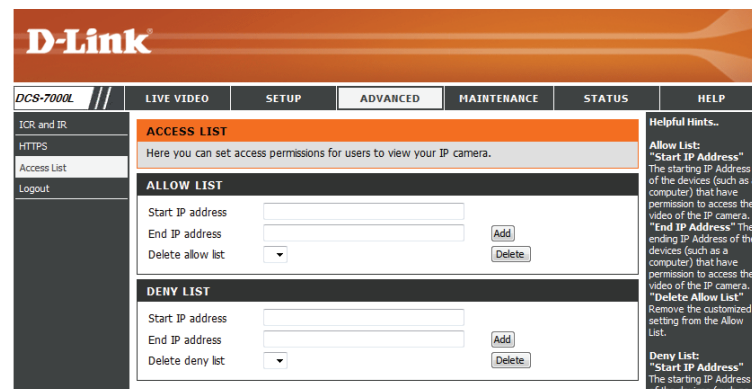 D-Link®
DCS-7000L // LIVE VIDEO SETUP ADVANCED MAINTENANCE STATUS HELP
ICR and IR
HTTPS
Access List
Logout
ACCESS LIST
Here you can set access permissions for users to view your IP camera.
ALLOW LIST
Start IP address
End IP address Add
Delete allow list Delete
DENY LIST
Start IP address
End IP address Add
Delete deny list Delete
Helpful Hints..
Allow List:
"Start IP Address"
The starting IP Address
of the devices (such as
computer) that have
permission to access the
video of the IP camera.
"End IP Address" The
ending IP Address of the
devices (such as a
computer) that have
permission to access the
video of the IP camera.
"Delete Allow List"
Remove the customized
setting from the Allow
List.
Deny List:
"Start IP Address"
The starting IP Address